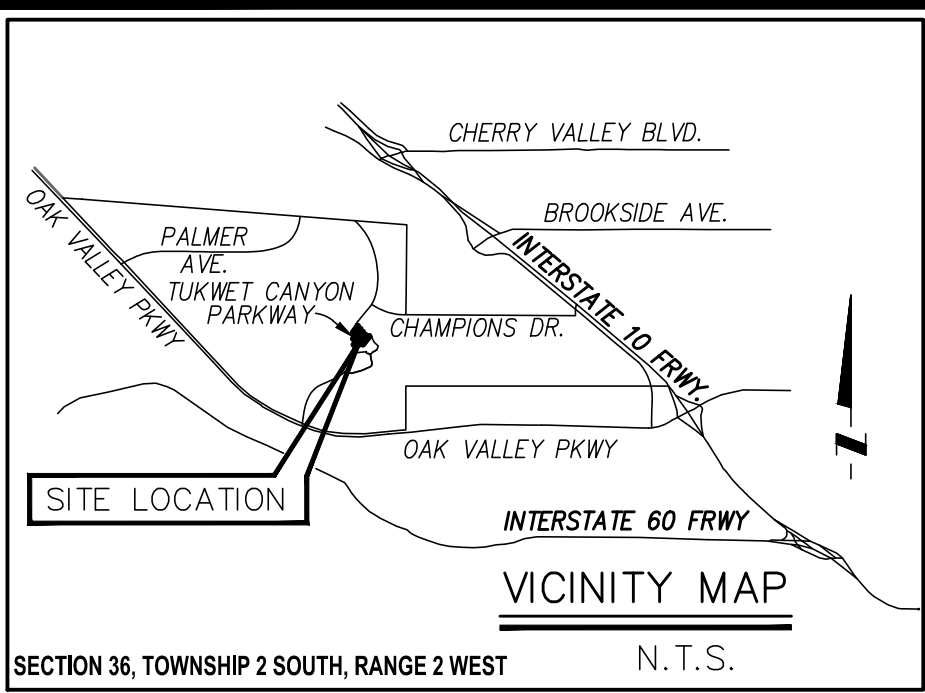 CHERRY VALLEY BLVD.
BROOKSIDE AVE.
OAK VALLEY PKWY
PALMER
AVE.
INTERSTATE 10 FRWY.
TUKWET CANYON
PARKWAY
CHAMPIONS DR.
OAK VALLEY PKWY
N
SITE LOCATION
INTERSTATE 60 FRWY
VICINITY MAP
N.T.S.
SECTION 36, TOWNSHIP 2 SOUTH, RANGE 2 WEST